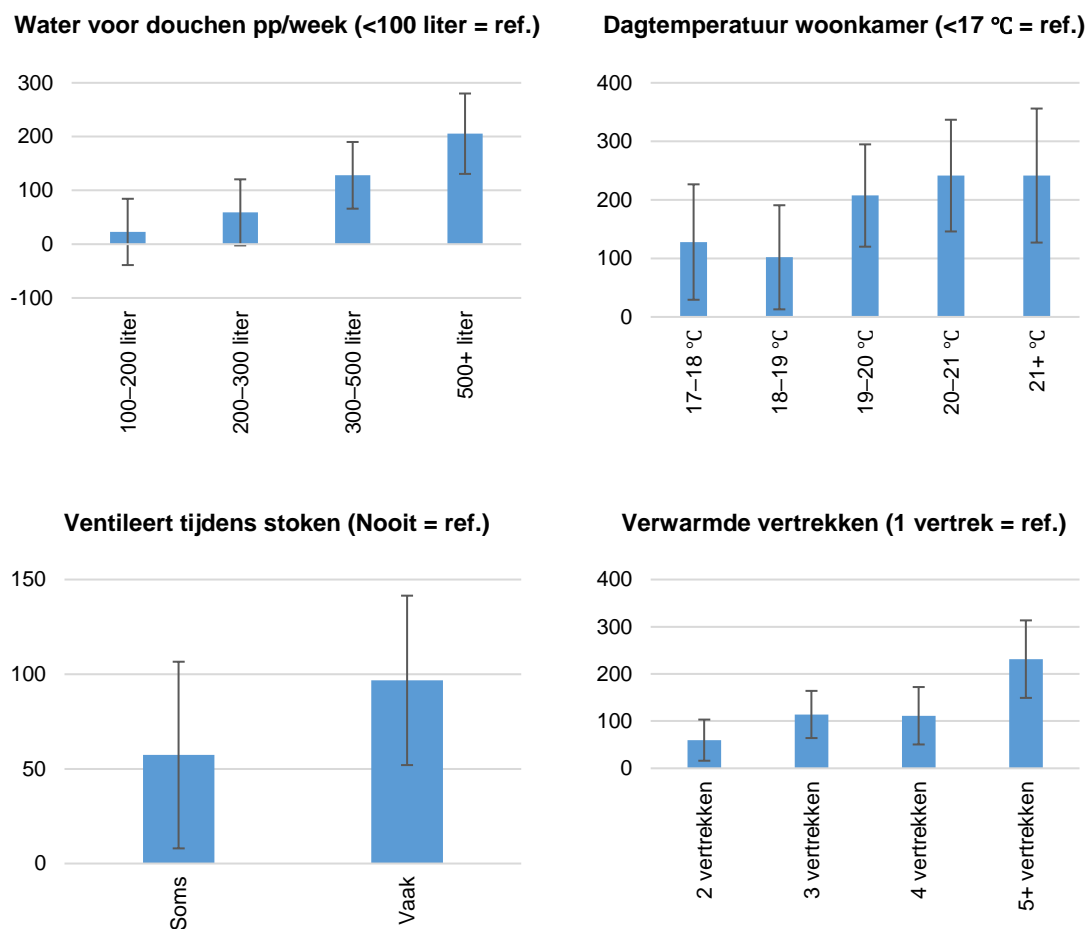 Water voor douchen pp/week (<100 liter = ref.)
300
200
100
0
-100
100–200 liter
200–300 liter
300–500 liter
500+ liter
Dagtemperatuur woonkamer (<17 ℃ = ref.)
400
300
200
100
0
17–18 ℃
18–19 ℃
19–20 ℃
20–21 ℃
21+ ℃
Ventileert tijdens stoken (Nooit = ref.)
150
100
50
0
Soms
Vaak
Verwarmde vertrekken (1 vertrek = ref.)
400
300
200
100
0
2 vertrekken
3 vertrekken
4 vertrekken
5+ vertrekken